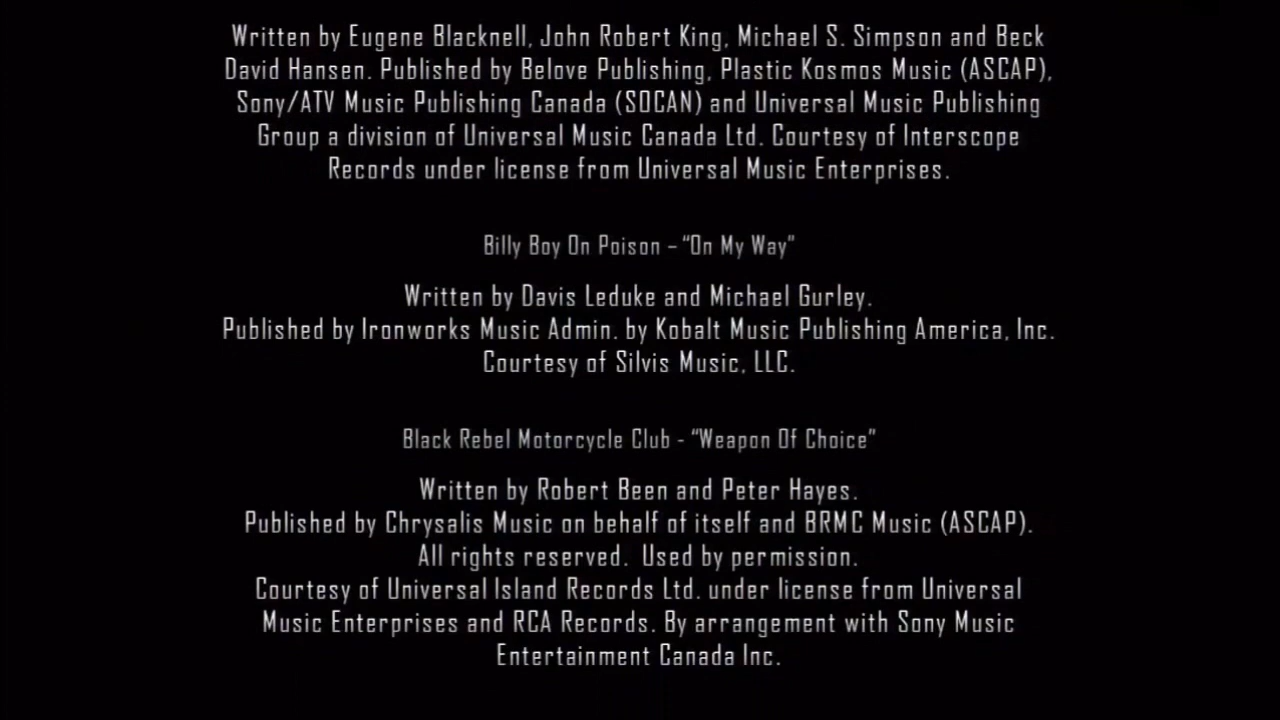 Written by Eugene Blacknell, John Robert King, Michael S. Simpson and Beck
David Hansen. Published by Belove Publishing, Plastic Kosmos Music (ASCAP),
Sony/ATV Music Publishing Canada (SOCAN) and Universal Music Publishing
Group a division of Universal Music Canada Ltd. Courtesy of Interscope
Records under license from Universal Music Enterprises.
Billy Boy On Poison – “On My Way”
Written by Davis Leduke and Michael Gurley.
Published by Ironworks Music Admin. by Kobalt Music Publishing America, Inc.
Courtesy of Silvis Music, LLC.
Black Rebel Motorcycle Club - “Weapon Of Choice”
Written by Robert Been and Peter Hayes.
Published by Chrysalis Music on behalf of itself and BRMC Music (ASCAP).
All rights reserved. Used by permission.
Courtesy of Universal Island Records Ltd. under license from Universal
Music Enterprises and RCA Records. By arrangement with Sony Music
Entertainment Canada Inc.